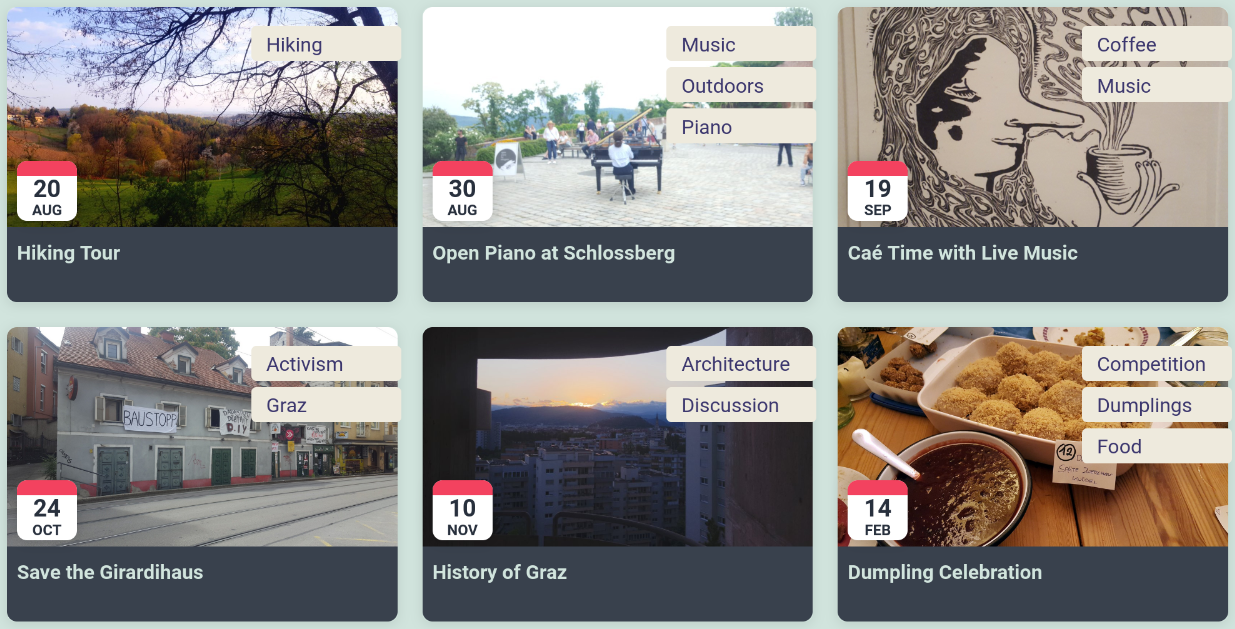 Hiking
20
AUG
Hiking Tour
Music
Outdoors
Piano
30
AUG
Open Piano at Schlossberg
Coffee
Music
19
SEP
Caé Time with Live Music
Activism
Graz
BAUSTOPP!
24
OCT
Save the Girardihaus
Architecture
Discussion
10
NOV
History of Graz
Competition
Dumplings
Food
12
14
FEB
Dumpling Celebration